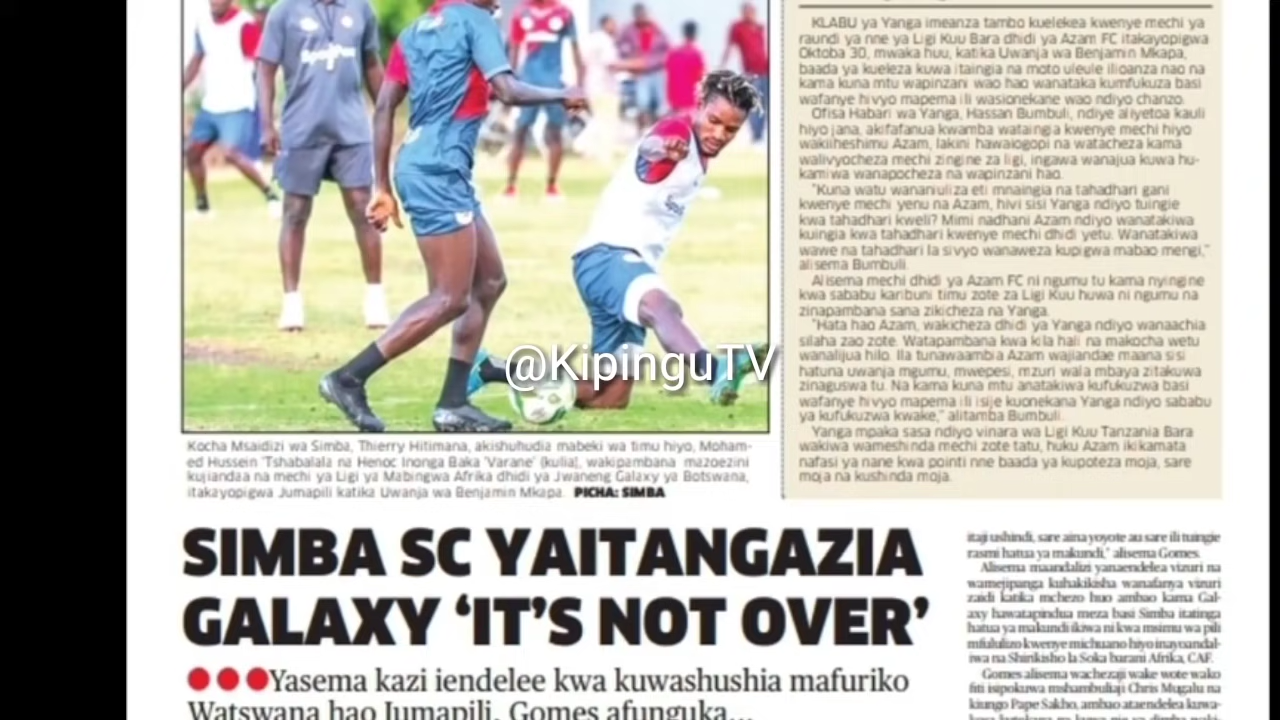 KLABU ya Yanga imeanza tambo kuelekea kwenye mechi ya
raundi ya nne ya Ligi Kuu Bara dhidi ya Azam FC itakayopigwa
Oktoba 30, mwaka huu, katika Uwanja wa Benjamin Mkapa,
baada ya kueleza kuwa itaingia na moto uleule ilioanza nao na
kama kuna mtu wapinzani wao hao wanataka kumfukuza basi
wafanye hivyo mapema ili wasionekane wao ndiyo chanzo.
Ofisa Habari wa Yanga, Hassan Bumbuli, ndiye aliyetoa kauli
hiyo jana, akifafanua kwamba wataingia kwenye mechi hiyo
wakiiheshimu Azam, lakini hawaiogopi na watacheza kama
walivyocheza mechi zingine za ligi, ingawa wanajua kuwa hu-
kamiwa wanapocheza na wapinzani hao.
"Kuna watu wananiuliza eti mnaingia na tahadhari gani
kwenye mechi yenu na Azam, hivi sisi Yanga ndiyo tuingie
kwa tahadhari kweli? Mimi nadhani Azam ndiyo wanatakiwa
kuingia kwa tahadhari kwenye mechi dhidi yetu. Wanatakiwa
wawe na tahadhari la sivyo wanaweza kupigwa mabao mengi,"
alisema Bumbuli.
Alisema mechi dhidi ya Azam FC ni ngumu tu kama nyingine
kwa sababu karibuni timu zote za Ligi Kuu huwa ni ngumu na
zinapambana sana zikicheza na Yanga.
"Hata hao Azam, wakicheza dhidi ya Yanga ndiyo wanaachia
silaha zao zote. Watapambana kwa kila hali na makocha wetu
wanalijua hilo. Ila tunawaambia Azam wajiandae maana sisi
hatuna uwanja mgumu, mwepesi, mzuri wala mbaya zitakuwa
zinaguswa tu. Na kama kuna mtu anatakiwa kufukuzwa basi
wafanye hivyo mapema ili isije kuonekana Yanga ndiyo sababu
ya kufukuzwa kwake," alitamba Bumbuli.
Yanga mpaka sasa ndiyo vinara wa Ligi Kuu Tanzania Bara
wakiwa wameshinda mechi zote tatu, huku Azam ikikamata
nafasi ya nane kwa pointi nne baada ya kupoteza moja, sare
moja na kushinda moja.
@KipinguTV
Kocha Msaidizi wa Simba, Thierry Hitimana, akishuhudia mabeki wa timu hiyo, Moham-
ed Hussein 'Tshabalala na Henoc Inonga Baka 'Varane' (kulia), wakipambana mazoezini
kujiandaa na mechi ya Ligi ya Mabingwa Afrika dhidi ya Jwaneng Galaxy ya Botswana,
itakayopigwa Jumapili katika Uwanja wa Benjamin Mkapa. PICHA: SIMBA
SIMBA SC YAITANGAZIA
GALAXY 'IT'S NOT OVER'
Yasema kazi iendelee kwa kuwashushia mafuriko
Watswana hao Jumapili, Gomes afunguka...
itaji ushindi, sare aina yoyote au sare ili tuingie
rasmi hatua ya makundi," alisema Gomes.
Alisema maandalizi yanaendelea vizuri na
wamejipanga kuhakikisha wanafanya vizuri
zaidi katika mchezo huo ambao kama Gal-
axy hawatapindua meza basi Simba itatinga
hatua ya makundi ikiwa ni kwa msimu wa pili
mfululizo kwenye michuano hiyo inayoandal-
iwa na Shirikisho la Soka barani Afrika, CAF.
Gomes alisema wachezaji wake wote wako
fiti isipokuwa mshambuliaji Chris Mugalu na
kiungo Pape Sakho, ambao ataendelea kuwa-